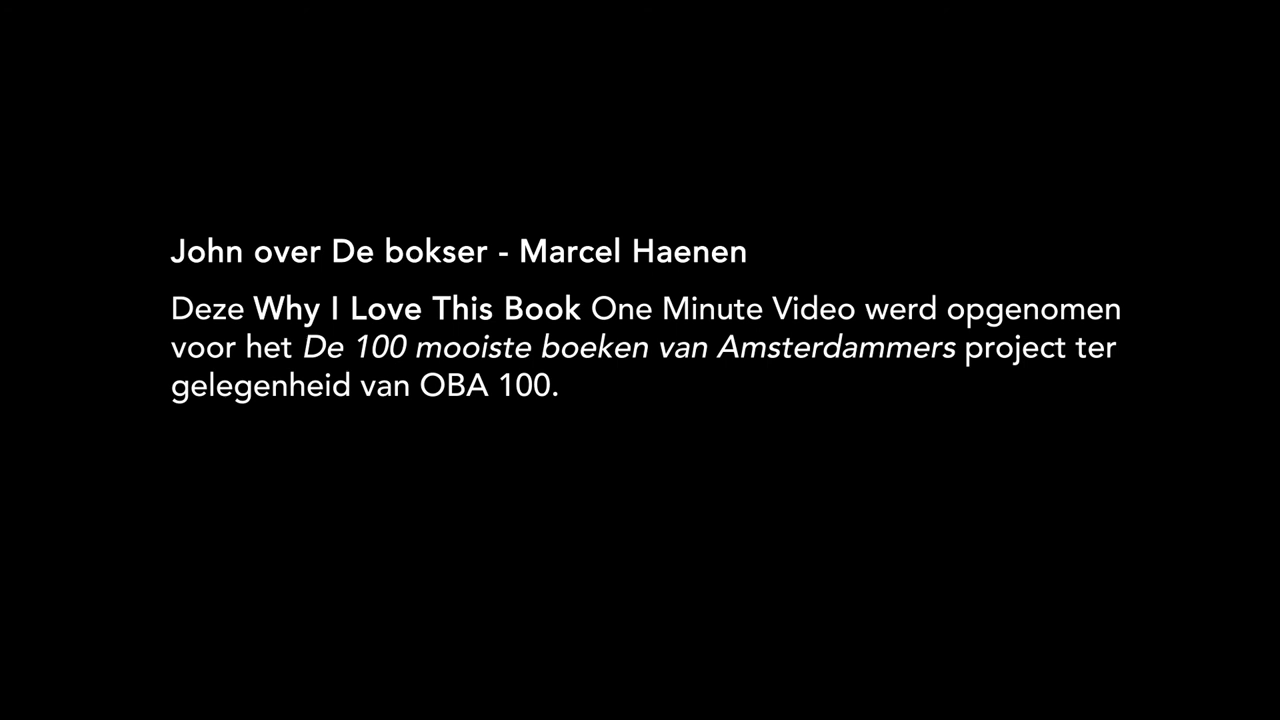 John over De bokser - Marcel Haenen
Deze Why I Love This Book One Minute Video werd opgenomen
voor het De 100 mooiste boeken van Amsterdammers project ter
gelegenheid van OBA 100.